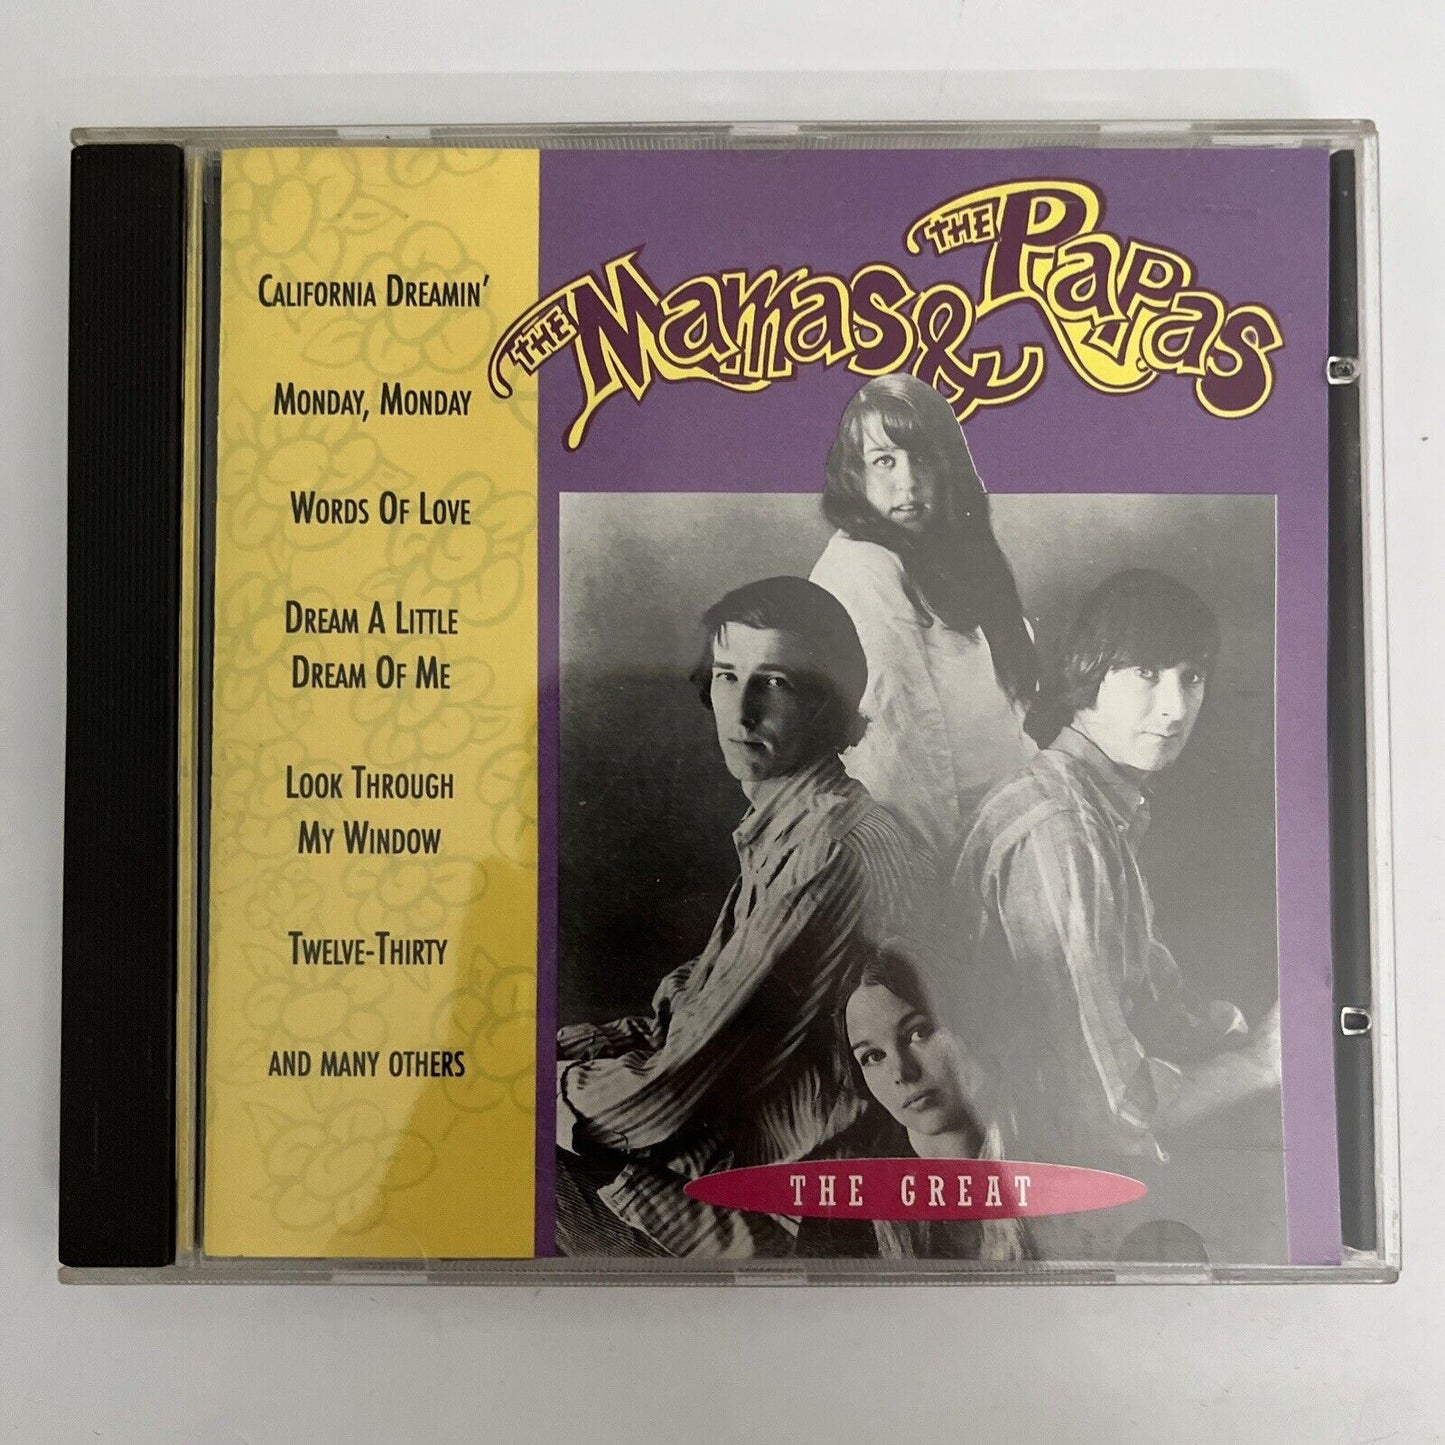 CALIFORNIA DREAMIN'
MONDAY, MONDAY
WORDS OF LOVE
DREAM A LITTLE
DREAM OF ME
LOOK THROUGH
MY WINDOW
TWELVE-THIRTY
AND MANY OTHERS
THE MAMAS & THE PAPAS
THE GREAT